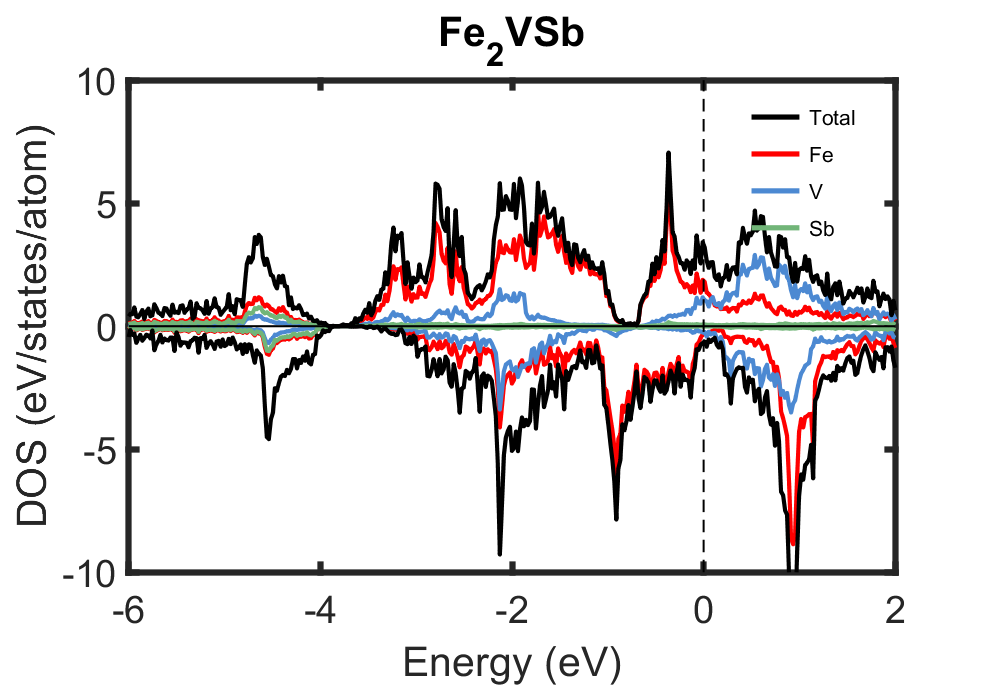 Fe2VSb
DOS (eV/states/atom)
10
5
0
-5
-10
Total
Fe
V
Sb
-6
-4
-2
0
2
Energy (eV)